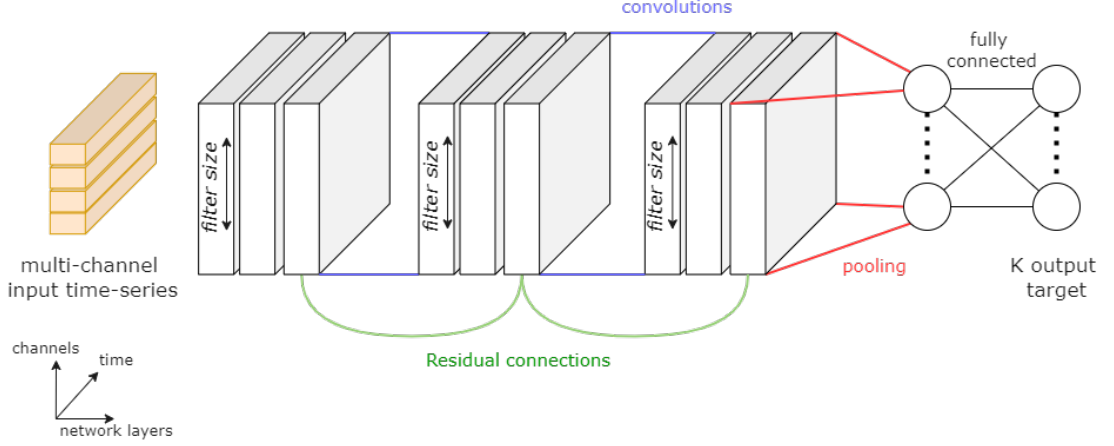 convolutions
fully
connected
filter size
filter size
filter size
multi-channel
input time-series
pooling
K output
target
Residual connections
channels
time
network layers